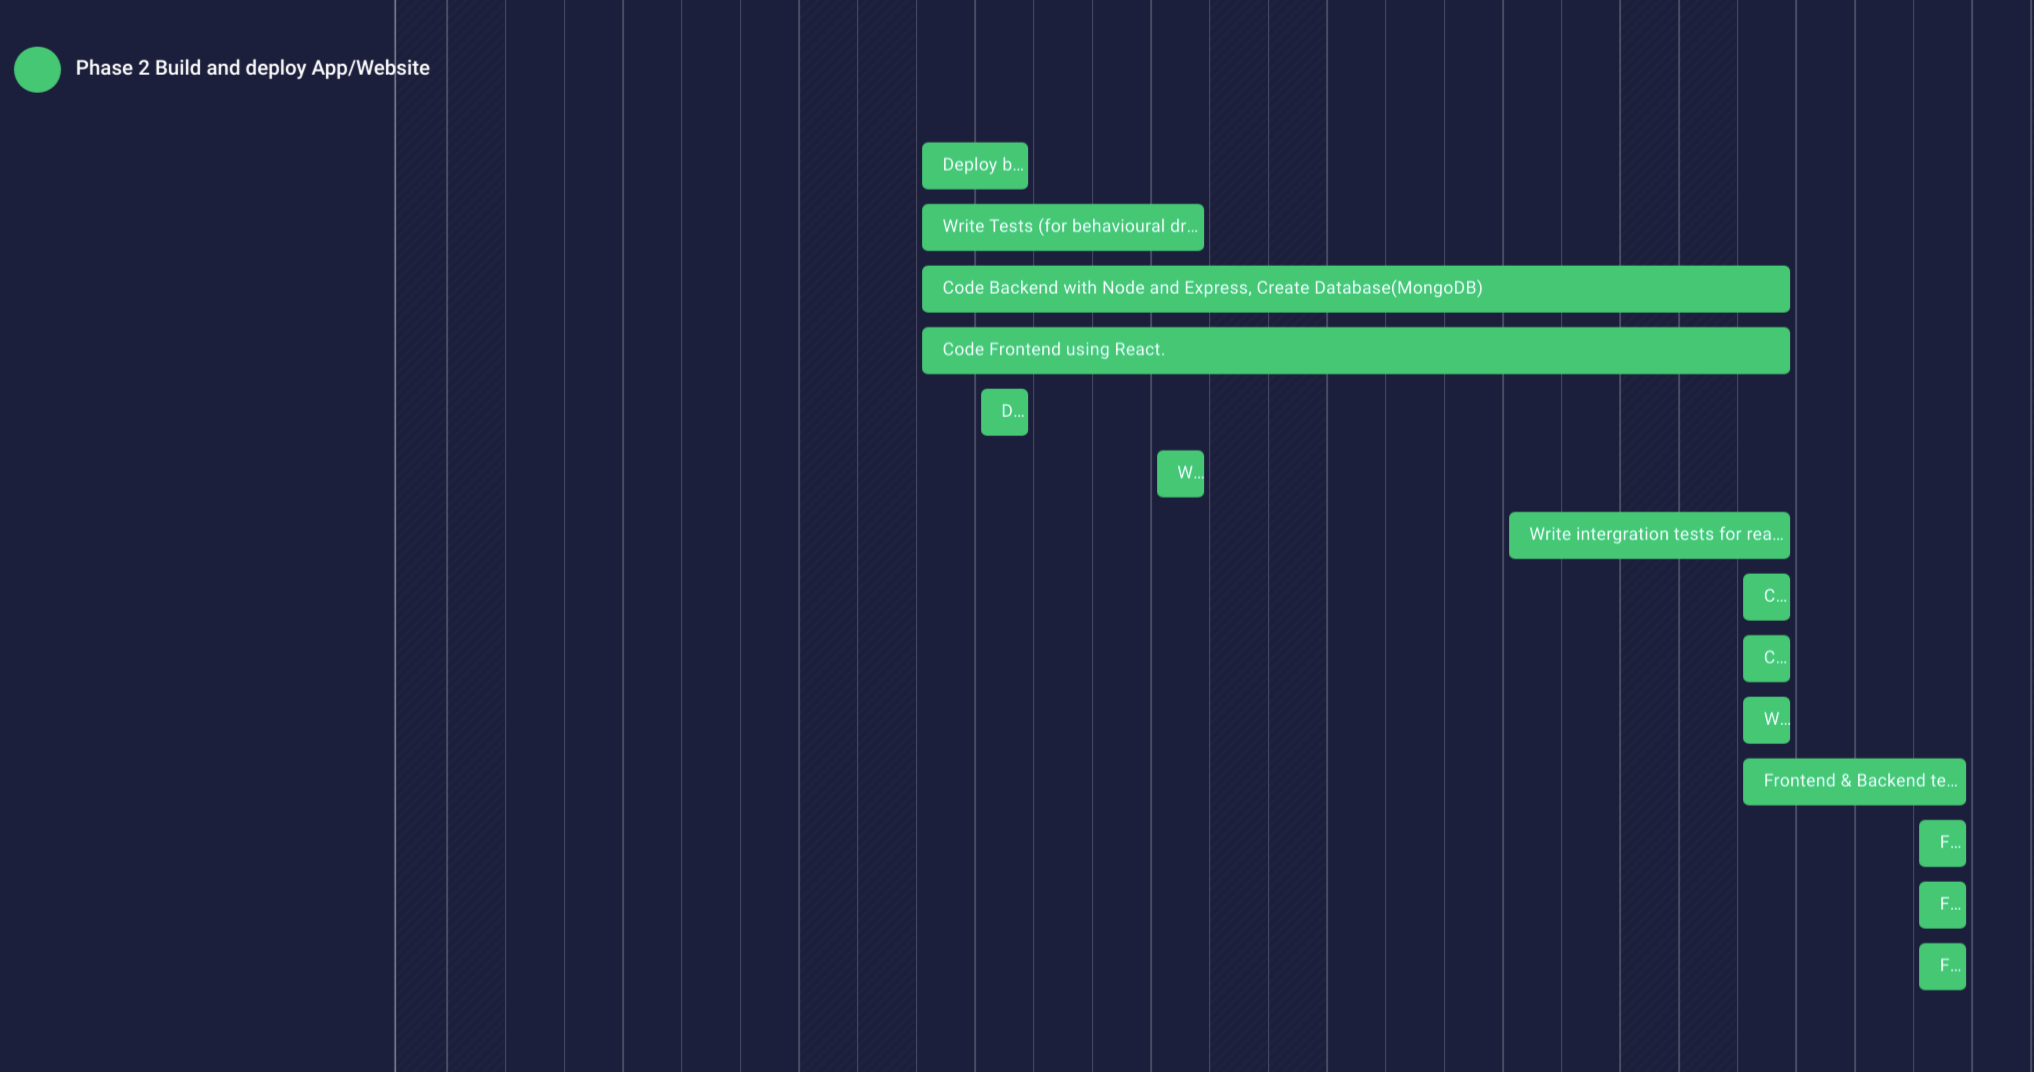 Phase 2 Build and deploy App/Website
Deploy b...
Write Tests (for behavioural dr...
Code Backend with Node and Express, Create Database(MongoDB)
Code Frontend using React.
D...
W...
Write intergration tests for rea...
C...
C...
W...
Frontend & Backend te...
F...
F...
F...